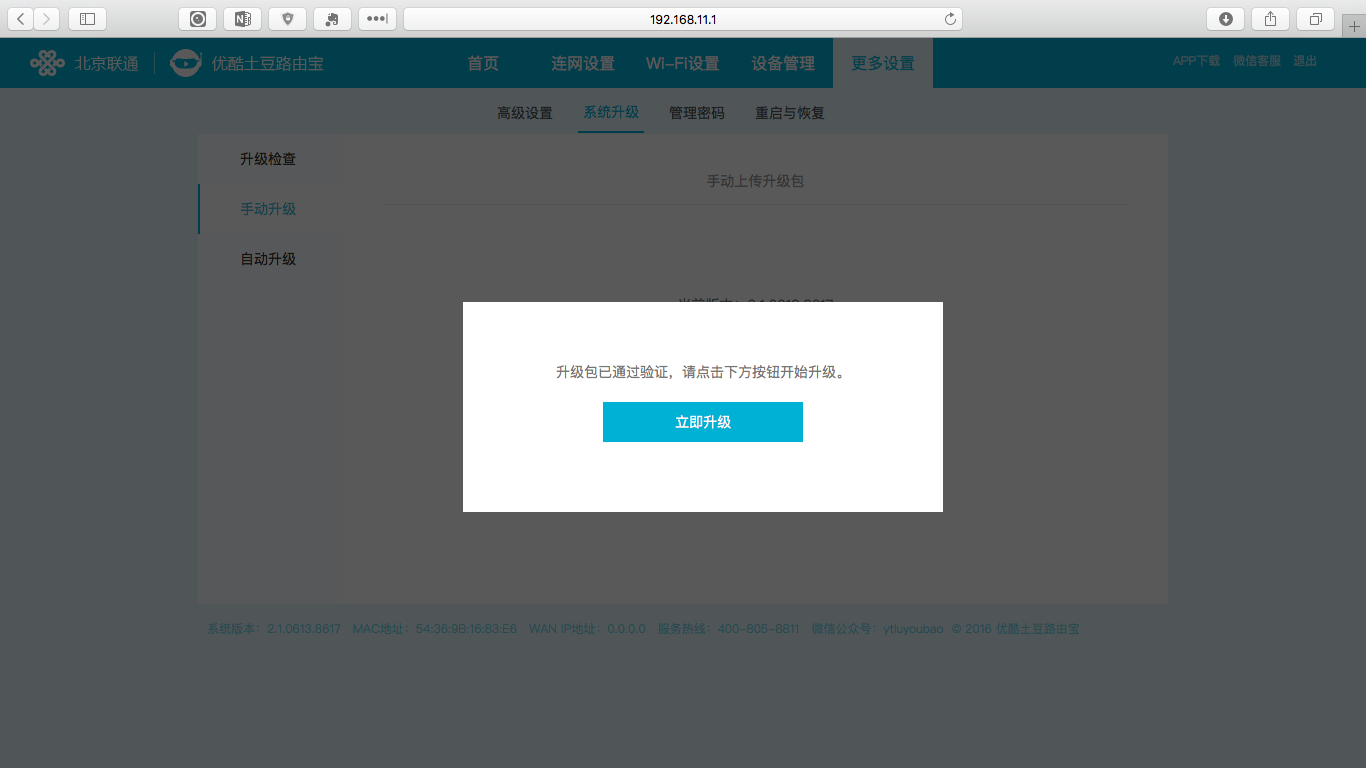 192.168.11.1
北京联通 优酷土豆路由宝 首页 连网设置 Wi-Fi设置 设备管理 更多设置 APP下载 微信客服 退出
高级设置 系统升级 管理密码 重启与恢复
升级检查
手动升级
自动升级
手动上传升级包
升级包已通过验证，请点击下方按钮开始升级。
立即升级
系统版本：2.1.0613.8617 MAC地址：54:36:9B:16:83:E6 WAN IP地址：0.0.0.0 服务热线：400-805-8811 微信公众号：ytluyoubao © 2016 优酷土豆路由宝